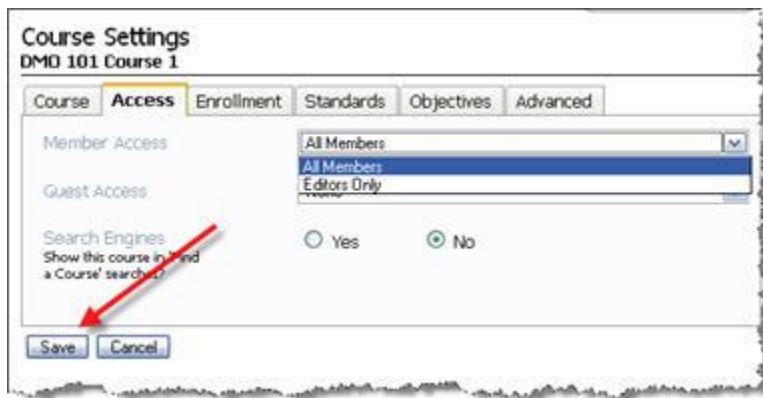 Course Settings
DMO 101 Course 1
Course Access Enrollment Standards Objectives Advanced
Member Access All Members
All Members
Editors Only
Guest Access
Search Engines Yes No
Show this course in 'Find
a Course' searches?
Save Cancel